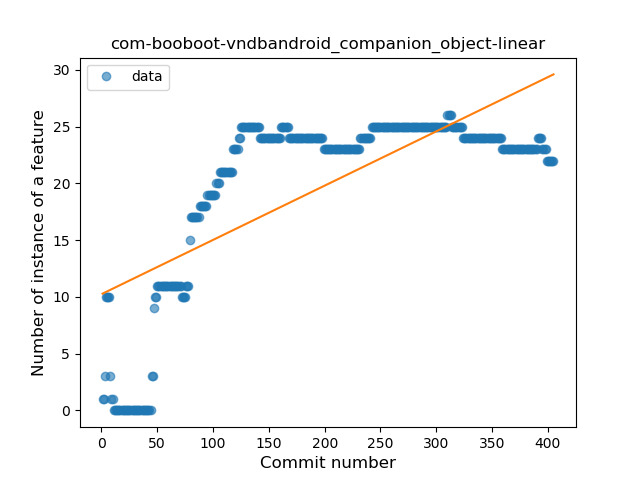 com-booboot-vndbandroid_companion_object-linear
data
Number of instance of a feature
30
25
20
15
10
5
0
0 50 100 150 200 250 300 350 400
Commit number